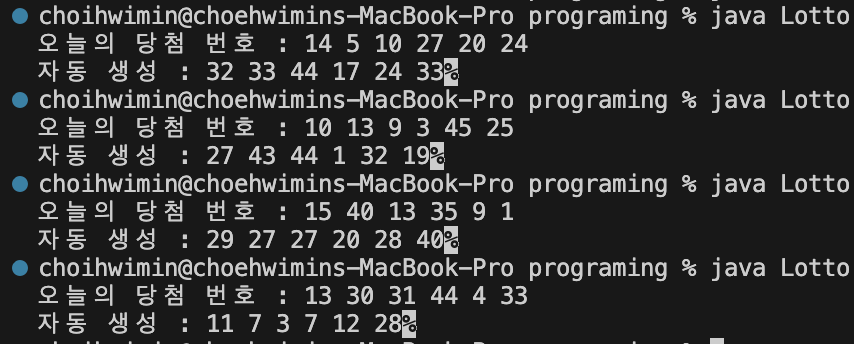 choihwimin@choehwimins-MacBook-Pro programing % java Lotto
오늘의 당첨 번호 : 14 5 10 27 20 24
자동 생성 : 32 33 44 17 24 33%
choihwimin@choehwimins-MacBook-Pro programing % java Lotto
오늘의 당첨 번호 : 10 13 9 3 45 25
자동 생성 : 27 43 44 1 32 19%
choihwimin@choehwimins-MacBook-Pro programing % java Lotto
오늘의 당첨 번호 : 15 40 13 35 9 1
자동 생성 : 29 27 27 20 28 40%
choihwimin@choehwimins-MacBook-Pro programing % java Lotto
오늘의 당첨 번호 : 13 30 31 44 4 33
자동 생성 : 11 7 3 7 12 28%